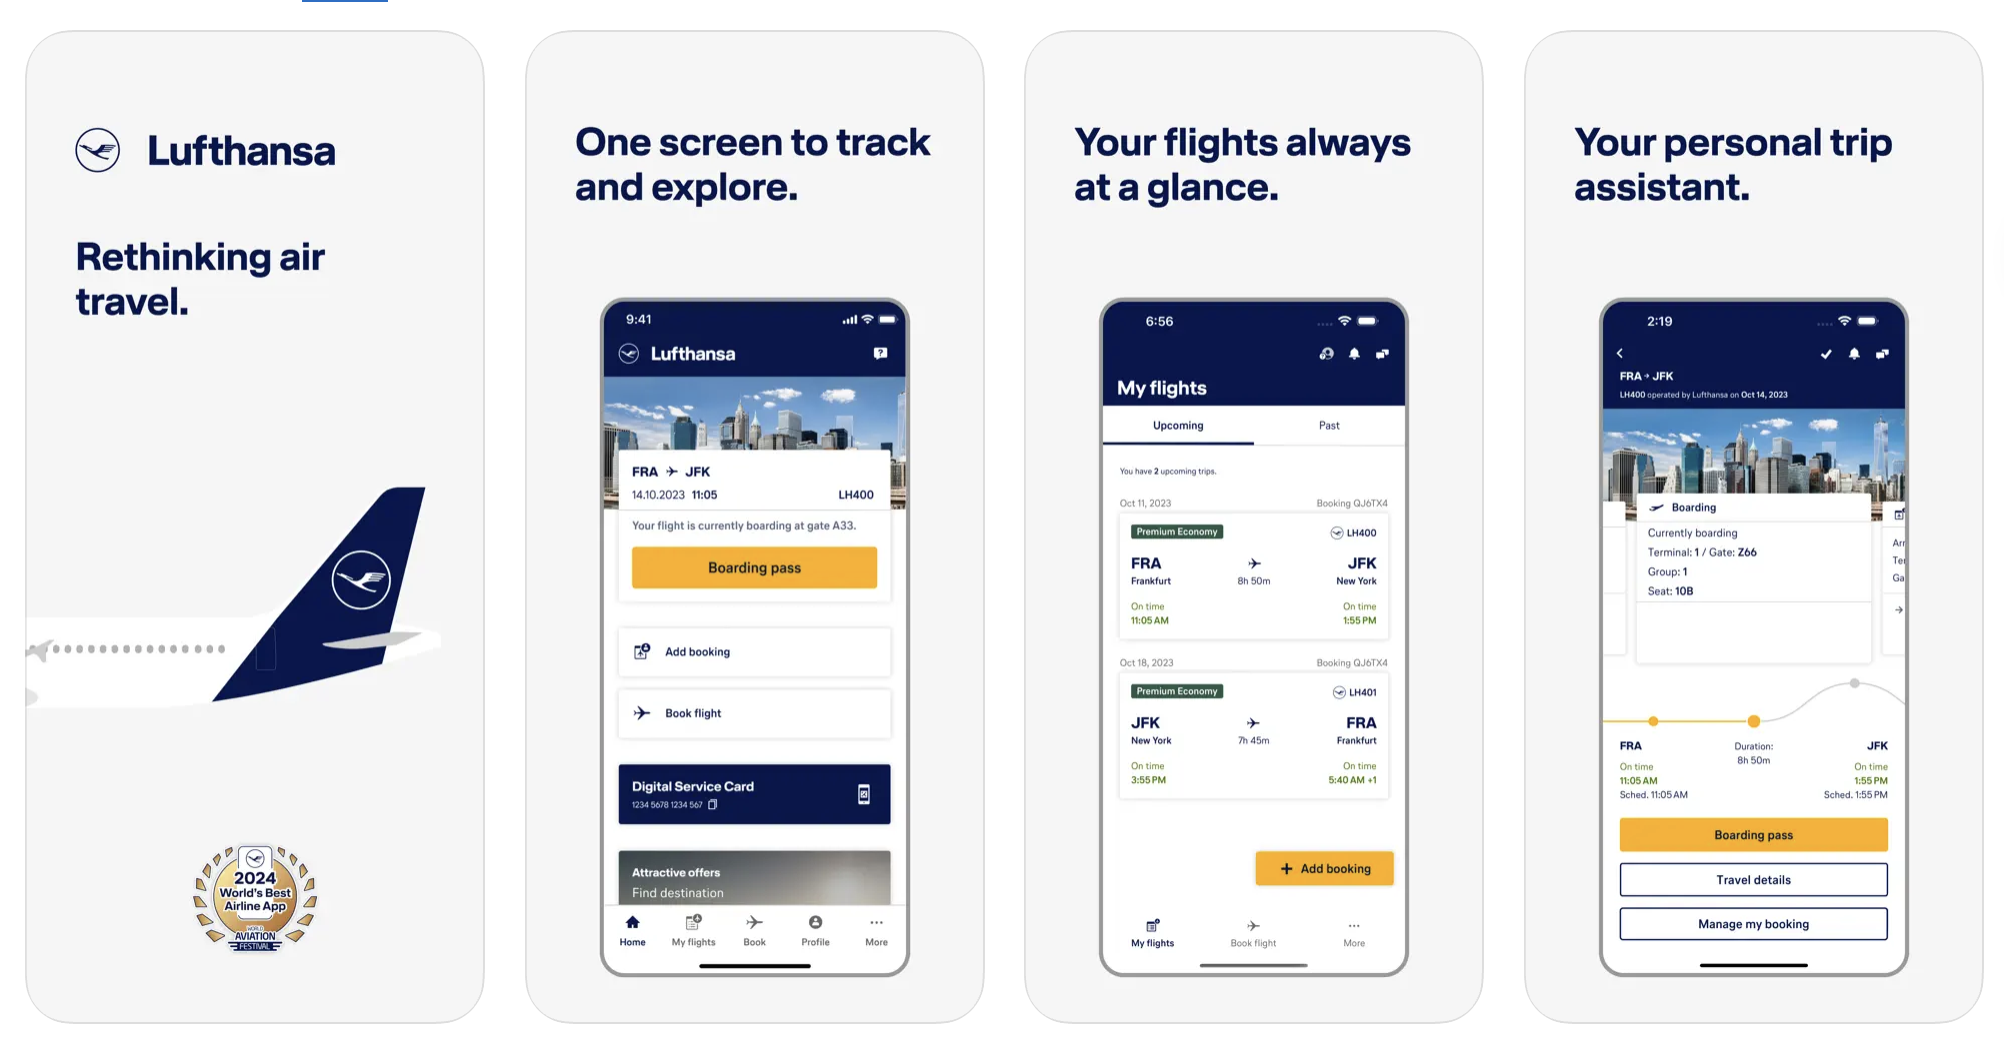 Lufthansa
Rethinking air
travel.
2024
World's Best
Airline App
WORLD
AVIATION
FESTIVAL
One screen to track
and explore.
9:41
Lufthansa
FRA JFK
14.10.2023 11:05 LH400
Your flight is currently boarding at gate A33.
Boarding pass
Add booking
Book flight
Digital Service Card
1234 5678 1234 567
Attractive offers
Find destination
Home My flights Book Profile More
Your flights always
at a glance.
6:56
My flights
Upcoming Past
You have 2 upcoming trips.
Oct 11, 2023 Booking QJ6TX4
Premium Economy LH400
FRA JFK
Frankfurt 8h 50m New York
On time On time
11:05 AM 1:55 PM
Oct 18, 2023 Booking QJ6TX4
Premium Economy LH401
JFK FRA
New York 7h 45m Frankfurt
On time On time
3:55 PM 5:40 AM +1
+ Add booking
My flights Book flight More
Your personal trip
assistant.
2:19
FRA → JFK
LH400 operated by Lufthansa on Oct 14, 2023
Boarding
Currently boarding
Terminal: 1 / Gate: Z66
Group: 1
Seat: 10B
Arr
Ter
Ga
FRA Duration: JFK
8h 50m
On time On time
11:05 AM 1:55 PM
Sched. 11:05 AM Sched. 1:55 PM
Boarding pass
Travel details
Manage my booking